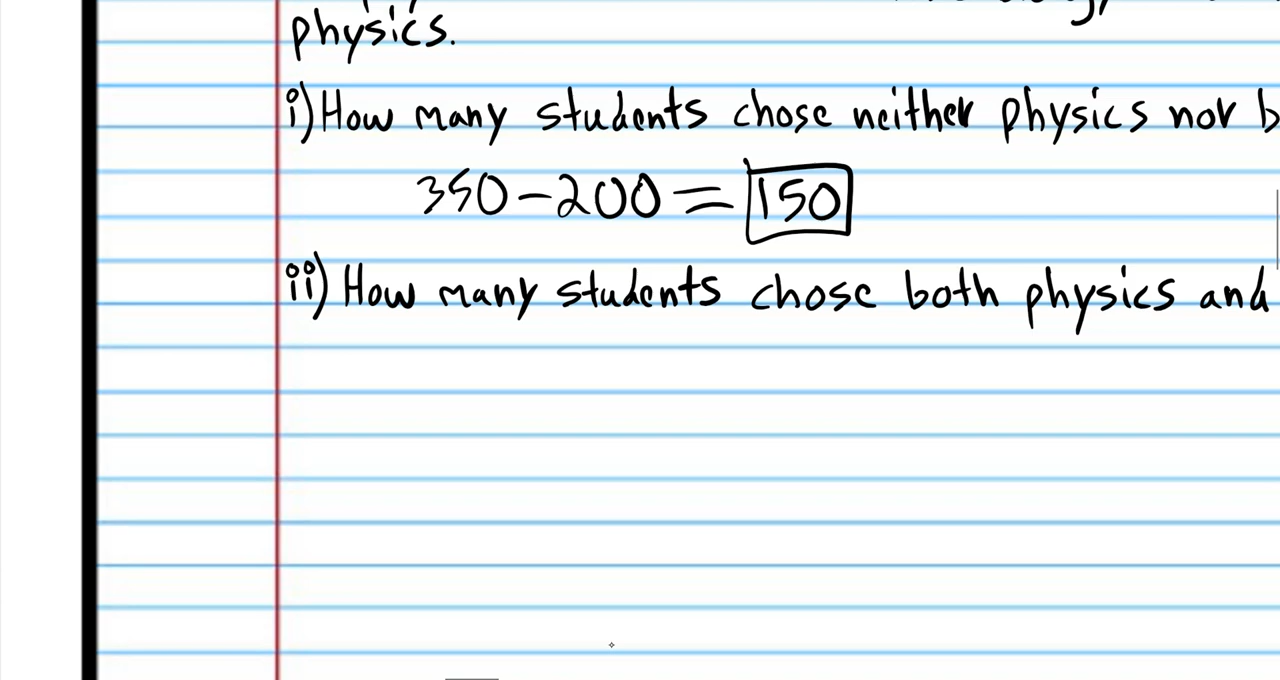 physics.
i) How many students chose neither physics nor
350-200 = 150
ii) How many students chose both physics and